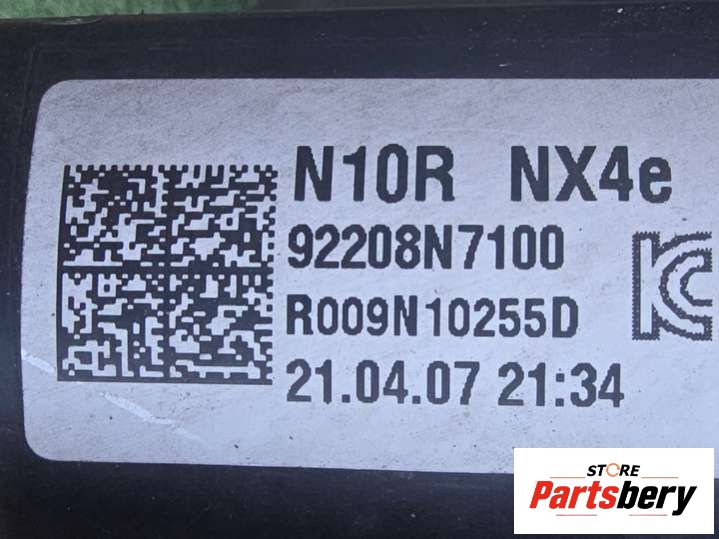 N10R NX4e
92208N7100
R009N10255D
21.04.07 21:34
STORE
Partsbery